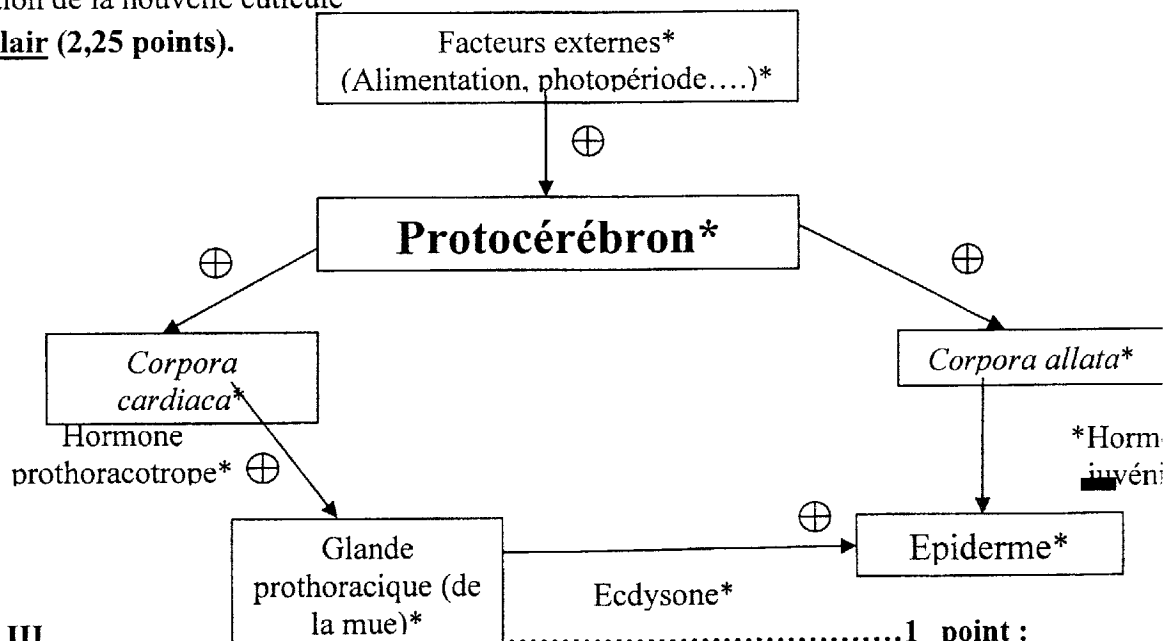 tion de la nouvelle cuticule
lair (2,25 points).
Facteurs externes*
(Alimentation, photopériode….)*
⊕
Protocérébron*
⊕
⊕
Corpora
cardiaca*
Corpora allata*
Hormone
prothoracotrope*
⊕
*Horm
juvéni
⊕
Glande
prothoracique (de
la mue)*
Epiderme*
Ecdysone*
III
1 point :